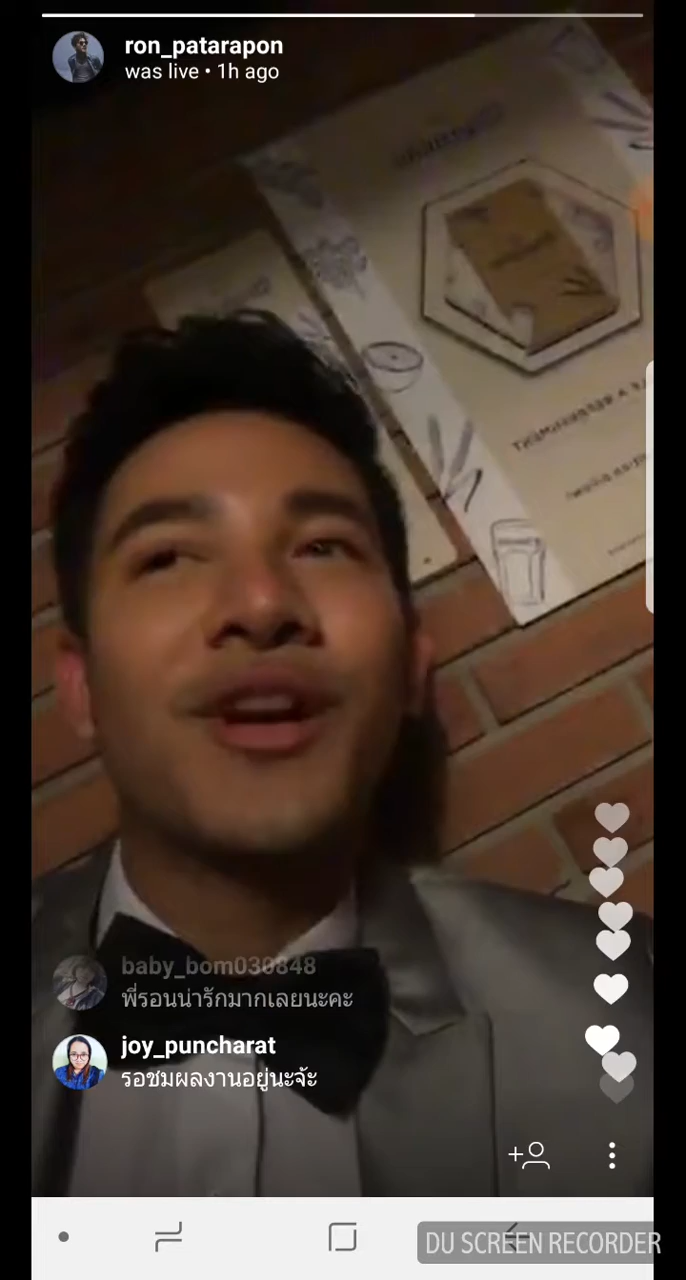 ron_patarapon
was live • 1h ago
baby_bom030848
พี่รอนน่ารักมากเลยนะคะ
joy_puncharat
รอชมผลงานอยู่นะจ้ะ
DU SCREEN RECORDER